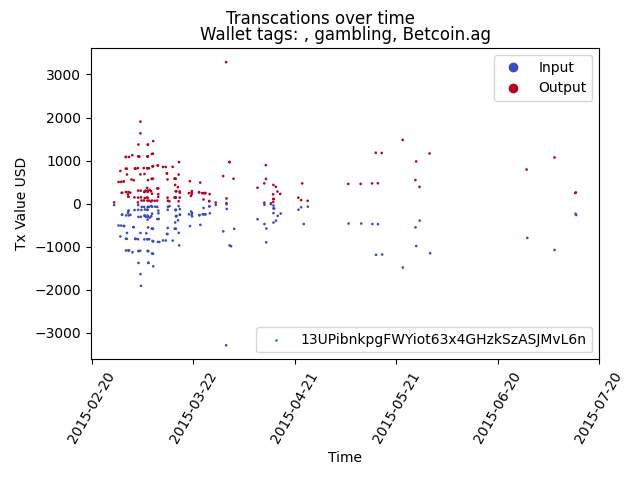 Transcations over time
Wallet tags: , gambling, Betcoin.ag
Input
Output
3000
2000
1000
0
−1000
−2000
−3000
Tx Value USD
13UPibnkpgFWYiot63x4GHzkSzASJMvL6n
2015-02-20
2015-03-22
2015-04-21
2015-05-21
2015-06-20
2015-07-20
Time